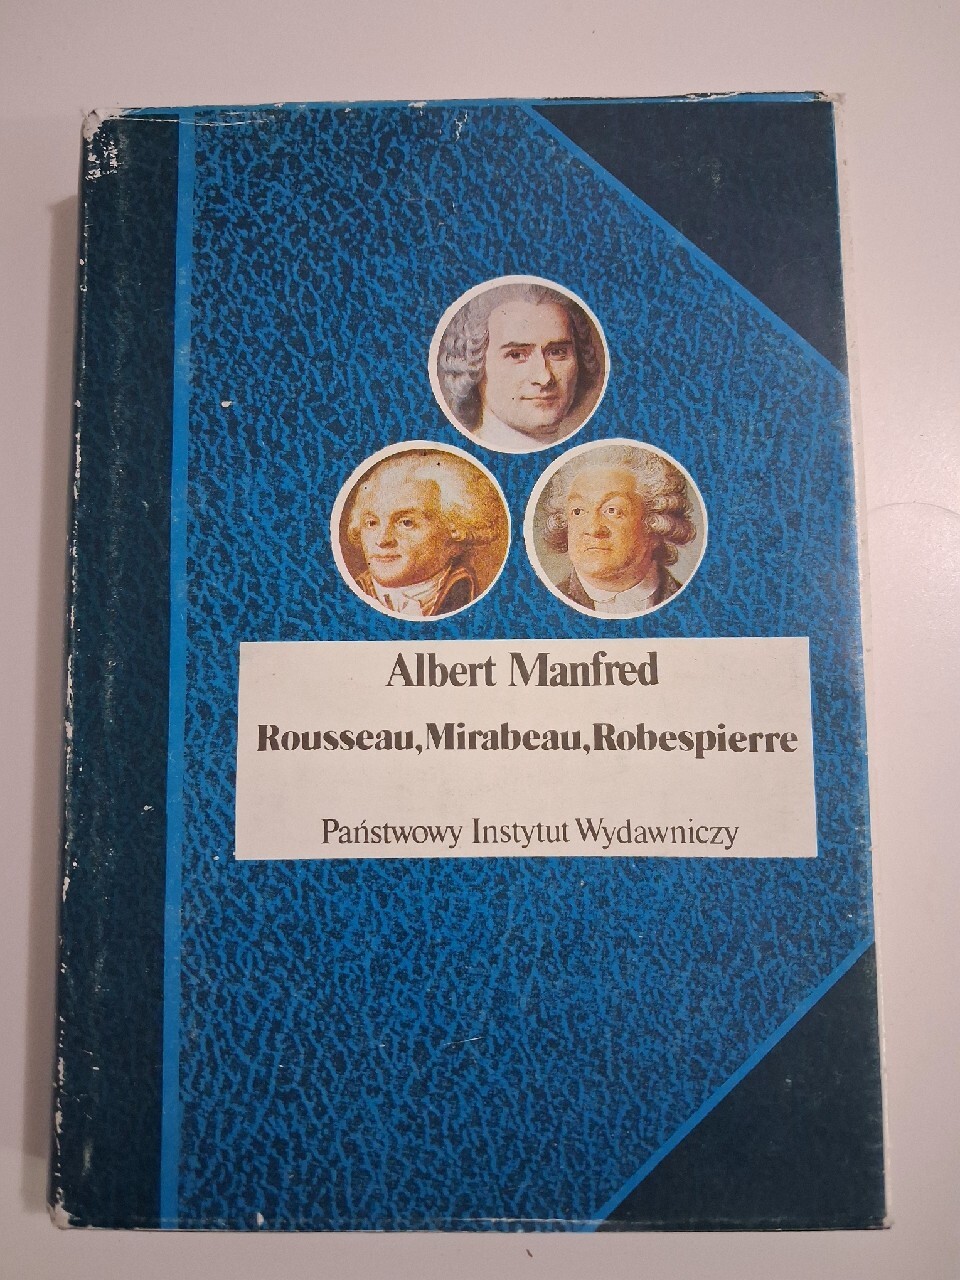 Albert Manfred
Rousseau,Mirabeau,Robespierre
Państwowy Instytut Wydawniczy